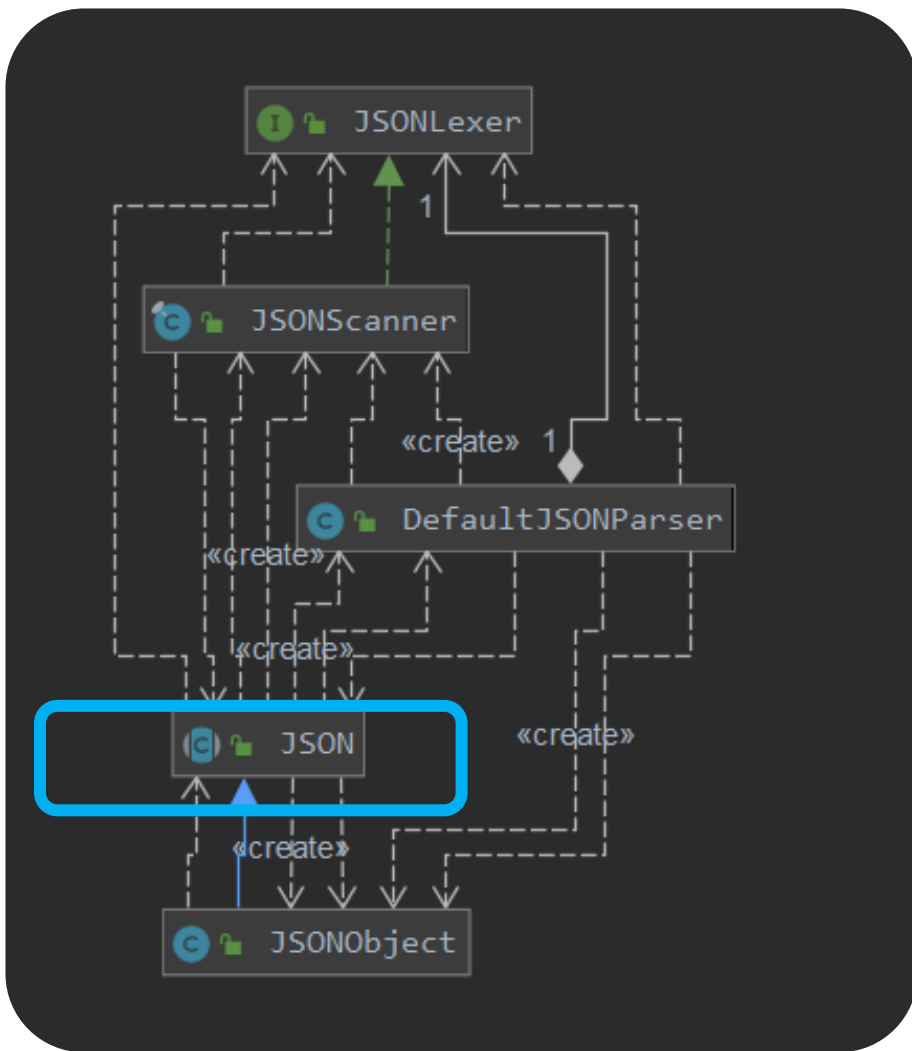 I JSONLexer
1
C JSONScanner
«create» 1
C DefaultJSONParser
«create»
«create»
C JSON
«create»
«create»
C JSONObject